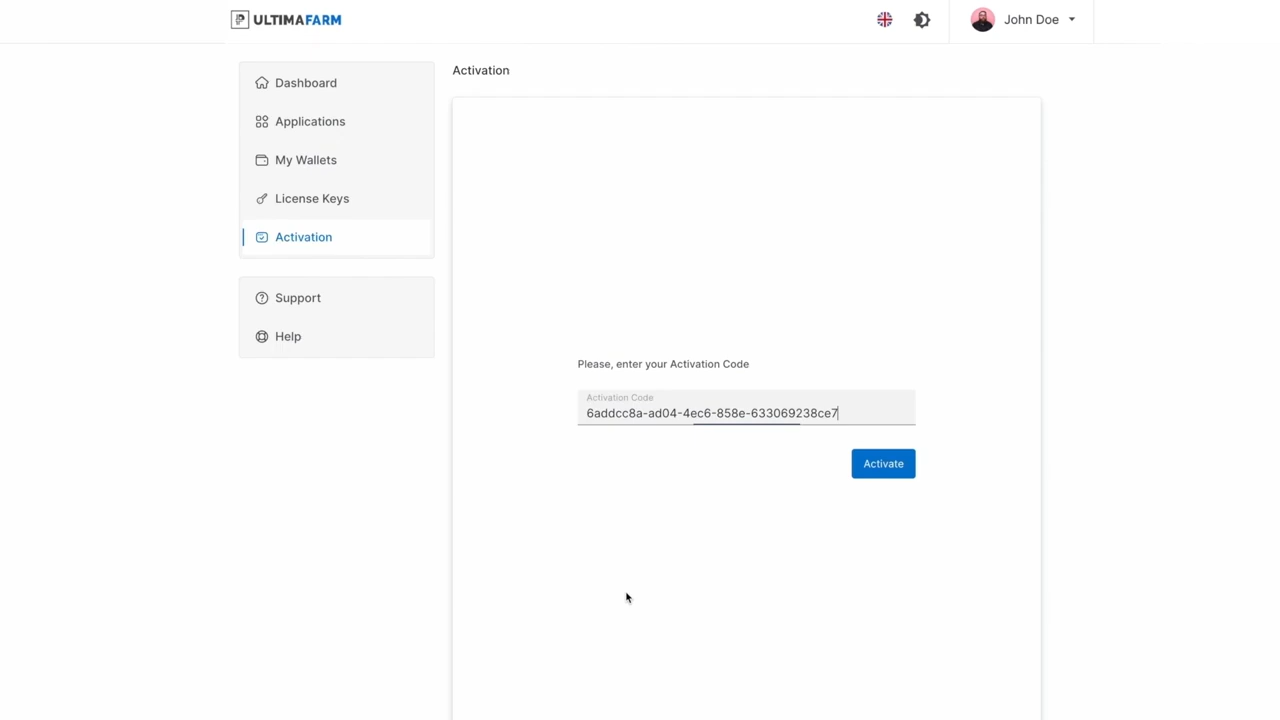 ULTIMAFARM
John Doe
Dashboard
Applications
My Wallets
License Keys
Activation
Support
Help
Activation
Please, enter your Activation Code
Activation Code
6addcc8a-ad04-4ec6-858e-633069238ce7
Activate